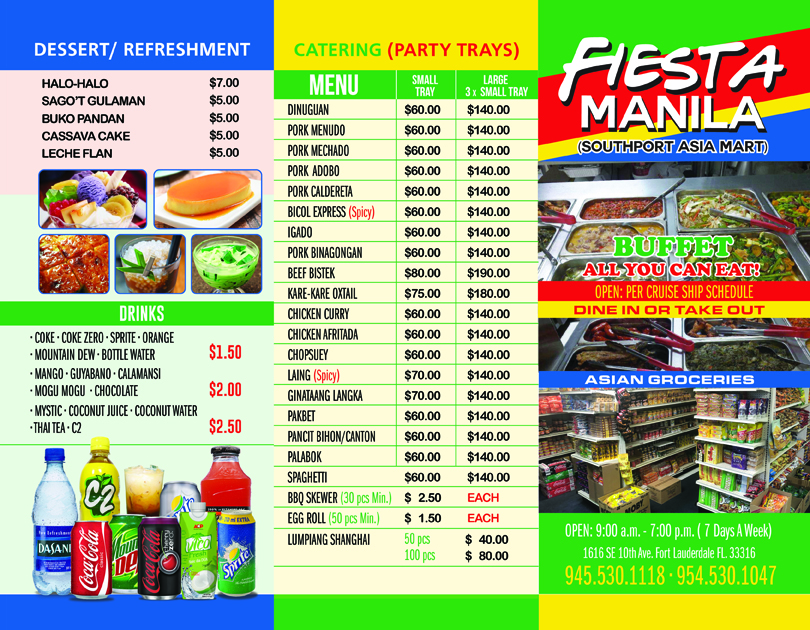 DESSERT/ REFRESHMENT
HALO-HALO $7.00
SAGO'T GULAMAN $5.00
BUKO PANDAN $5.00
CASSAVA CAKE $5.00
LECHE FLAN $5.00
DRINKS
· COKE · COKE ZERO · SPRITE · ORANGE
· MOUNTAIN DEW · BOTTLE WATER $1.50
· MANGO · GUYABANO · CALAMANSI
· MOGU MOGU · CHOCOLATE $2.00
· MYSTIC · COCONUT JUICE · COCONUT WATER
· THAI TEA · C2 $2.50
DASANI
C2
Coca-Cola
Coca-Cola
VICO
Sprite
CATERING (PARTY TRAYS)
MENU SMALL TRAY LARGE 3 x SMALL TRAY
DINUGUAN $60.00 $140.00
PORK MENUDO $60.00 $140.00
PORK MECHADO $60.00 $140.00
PORK ADOBO $60.00 $140.00
PORK CALDERETA $60.00 $140.00
BICOL EXPRESS (Spicy) $60.00 $140.00
IGADO $60.00 $140.00
PORK BINAGONGAN $60.00 $140.00
BEEF BISTEK $80.00 $190.00
KARE-KARE OXTAIL $75.00 $180.00
CHICKEN CURRY $60.00 $140.00
CHICKEN AFRITADA $60.00 $140.00
CHOPSUEY $60.00 $140.00
LAING (Spicy) $70.00 $140.00
GINATAANG LANGKA $70.00 $140.00
PAKBET $60.00 $140.00
PANCIT BIHON/CANTON $60.00 $140.00
PALABOK $60.00 $140.00
SPAGHETTI $60.00 $140.00
BBQ SKEWER (30 pcs Min.) $ 2.50 EACH
EGG ROLL (50 pcs Min.) $ 1.50 EACH
LUMPIANG SHANGHAI 50 pcs $ 40.00
100 pcs $ 80.00
FIESTA
MANILA
(SOUTHPORT ASIA MART)
BUFFET
ALL YOU CAN EAT!
OPEN: PER CRUISE SHIP SCHEDULE
DINE IN OR TAKE OUT
ASIAN GROCERIES
OPEN: 9:00 a.m. - 7:00 p.m. ( 7 Days A Week)
1616 SE 10th Ave. Fort Lauderdale FL. 33316
945.530.1118 · 954.530.1047